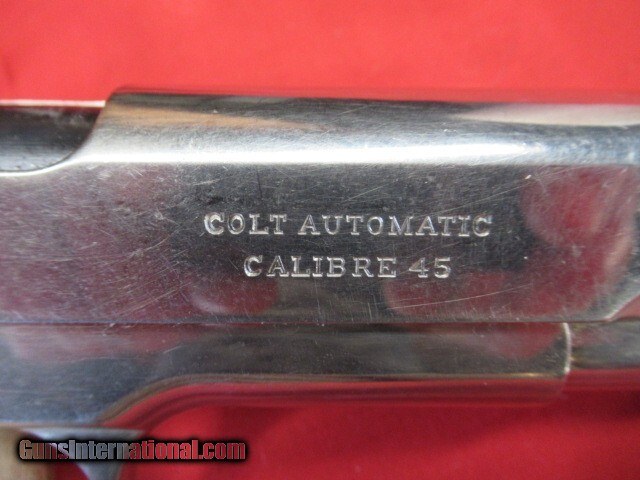 COLT AUTOMATIC
CALIBRE 45
GunsInternational.com